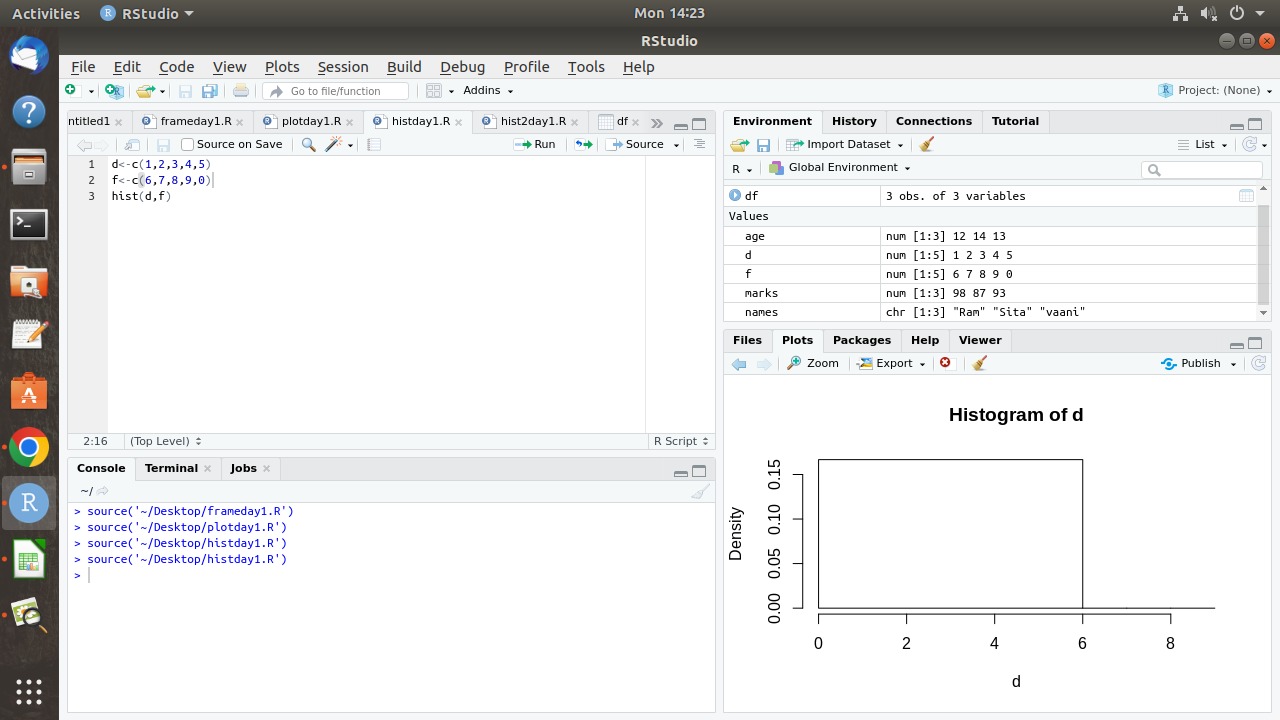 Activities RStudio Mon 14:23
RStudio
File Edit Code View Plots Session Build Debug Profile Tools Help
Go to file/function Addins Project: (None)
ntitled1 frameday1.R plotday1.R histday1.R hist2day1.R df
Source on Save Run Source
1 d<-c(1,2,3,4,5)
2 f<-c(6,7,8,9,0)
3 hist(d,f)
2:16 (Top Level) R Script
Console Terminal Jobs
~/
> source('~/Desktop/frameday1.R')
> source('~/Desktop/plotday1.R')
> source('~/Desktop/histday1.R')
> source('~/Desktop/histday1.R')
>
Environment History Connections Tutorial
Import Dataset List
R Global Environment
df 3 obs. of 3 variables
Values
age num [1:3] 12 14 13
d num [1:5] 1 2 3 4 5
f num [1:5] 6 7 8 9 0
marks num [1:3] 98 87 93
names chr [1:3] "Ram" "Sita" "vaani"
Files Plots Packages Help Viewer
Zoom Export Publish
Histogram of d
Density
0.15
0.10
0.05
0.00
0 2 4 6 8
d